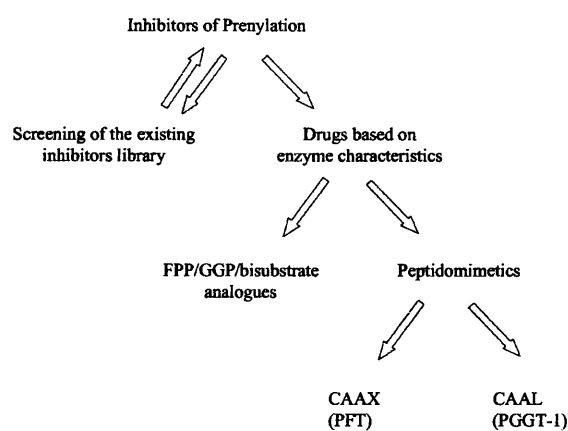 Inhibitors of Prenylation
Screening of the existing
inhibitors library
Drugs based on
enzyme characteristics
FPP/GGP/bisubstrate
analogues
Peptidomimetics
CAAX
(PFT)
CAAL
(PGGT-1)